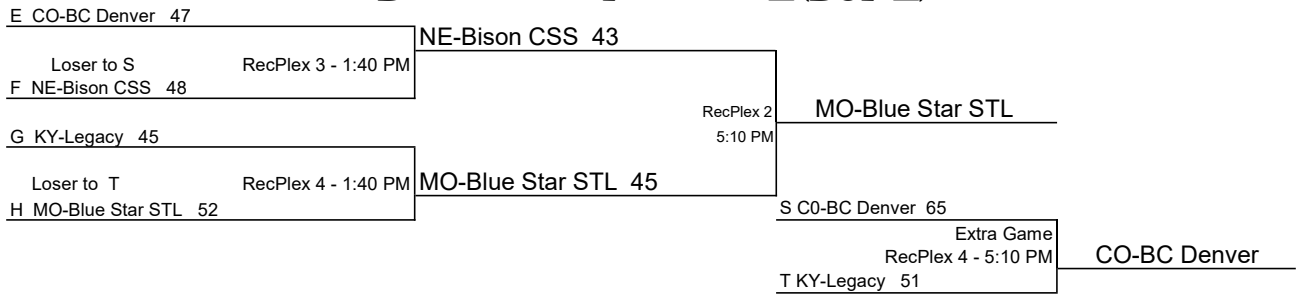 E CO-BC Denver 47
NE-Bison CSS 43
Loser to S RecPlex 3 - 1:40 PM
F NE-Bison CSS 48
RecPlex 2 MO-Blue Star STL
G KY-Legacy 45 5:10 PM
Loser to T RecPlex 4 - 1:40 PM MO-Blue Star STL 45
H MO-Blue Star STL 52 S C0-BC Denver 65
Extra Game
RecPlex 4 - 5:10 PM CO-BC Denver
T KY-Legacy 51